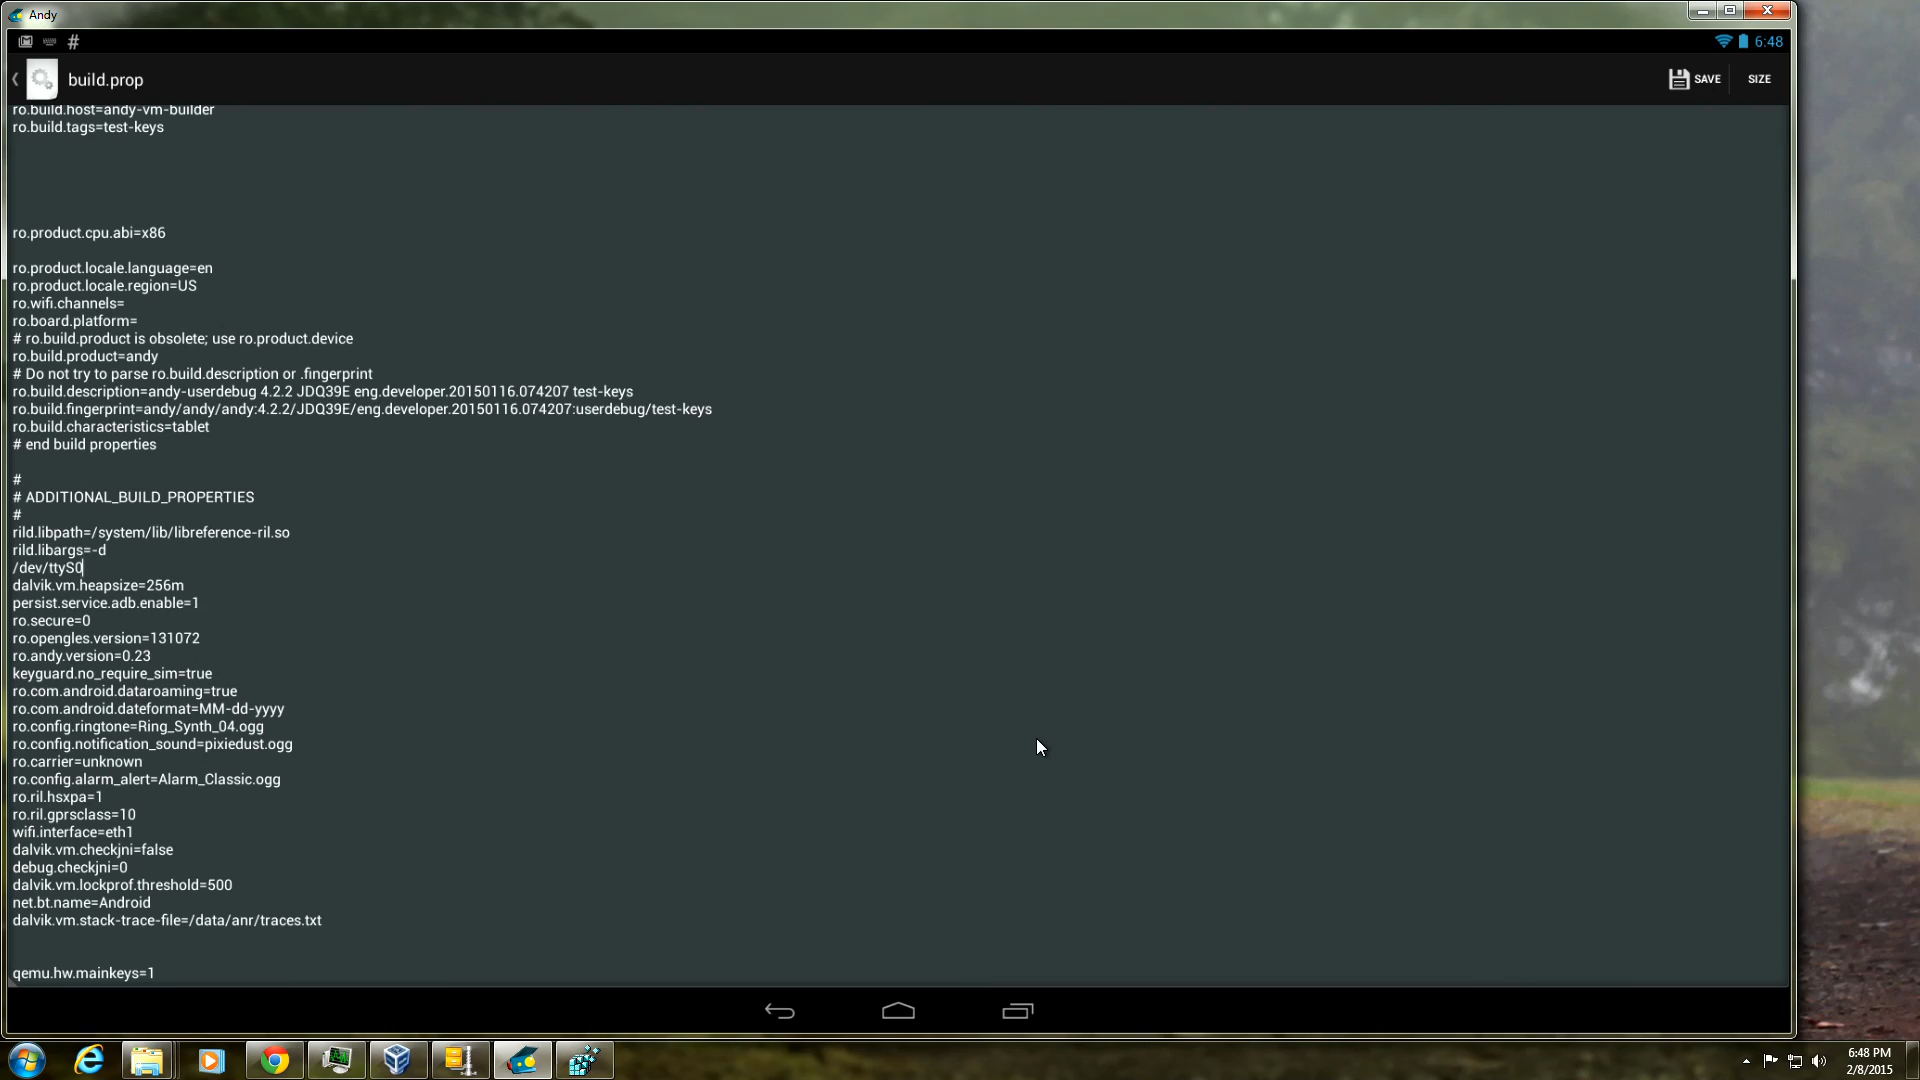 Andy
#
6:48
build.prop
SAVE
SIZE
ro.build.host=andy-vm-builder
ro.build.tags=test-keys
ro.product.cpu.abi=x86
ro.product.locale.language=en
ro.product.locale.region=US
ro.wifi.channels=
ro.board.platform=
# ro.build.product is obsolete; use ro.product.device
ro.build.product=andy
# Do not try to parse ro.build.description or .fingerprint
ro.build.description=andy-userdebug 4.2.2 JDQ39E eng.developer.20150116.074207 test-keys
ro.build.fingerprint=andy/andy/andy:4.2.2/JDQ39E/eng.developer.20150116.074207:userdebug/test-keys
ro.build.characteristics=tablet
# end build properties
#
# ADDITIONAL_BUILD_PROPERTIES
#
rild.libpath=/system/lib/libreference-ril.so
rild.libargs=-d
/dev/ttyS0
dalvik.vm.heapsize=256m
persist.service.adb.enable=1
ro.secure=0
ro.opengles.version=131072
ro.andy.version=0.23
keyguard.no_require_sim=true
ro.com.android.dataroaming=true
ro.com.android.dateformat=MM-dd-yyyy
ro.config.ringtone=Ring_Synth_04.ogg
ro.config.notification_sound=pixiedust.ogg
ro.carrier=unknown
ro.config.alarm_alert=Alarm_Classic.ogg
ro.ril.hsxpa=1
ro.ril.gprsclass=10
wifi.interface=eth1
dalvik.vm.checkjni=false
debug.checkjni=0
dalvik.vm.lockprof.threshold=500
net.bt.name=Android
dalvik.vm.stack-trace-file=/data/anr/traces.txt
qemu.hw.mainkeys=1
6:48 PM
2/8/2015